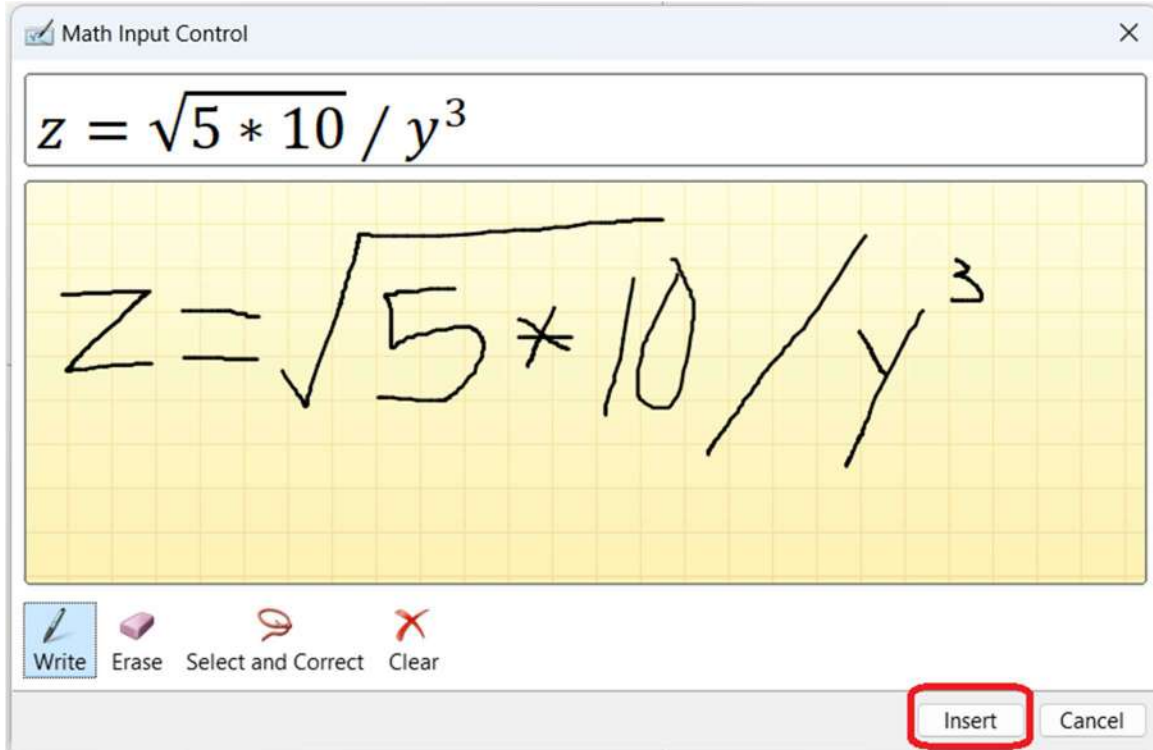 Math Input Control
z = √5 * 10 / y³
z = √5 * 10 / y³
Write Erase Select and Correct Clear
Insert Cancel